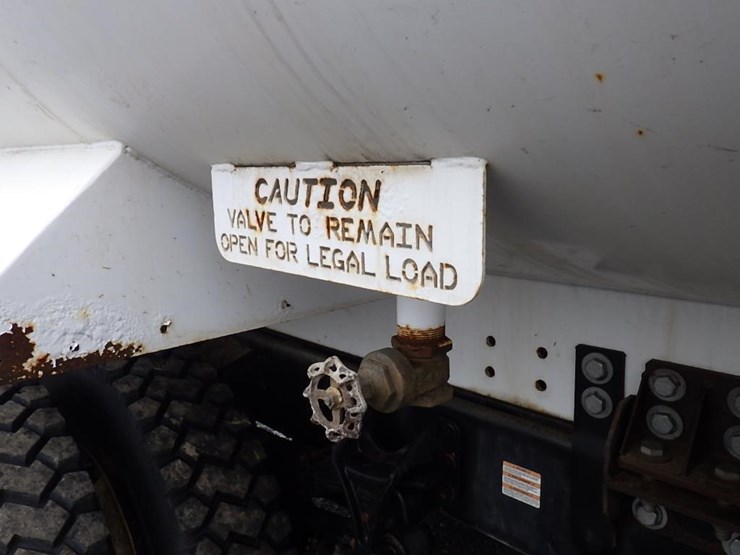 CAUTION
VALVE TO REMAIN
OPEN FOR LEGAL LOAD